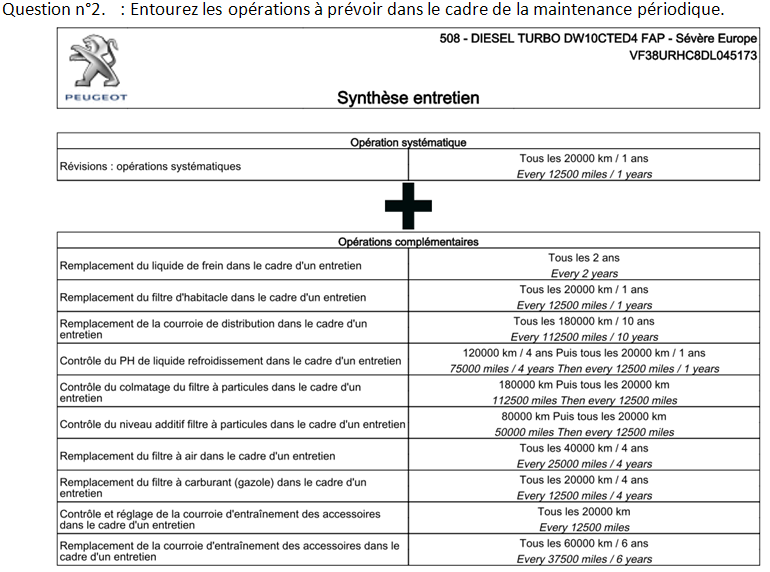 Question n°2.   : Entourez les opérations à prévoir dans le cadre de la maintenance périodique.
508 - DIESEL TURBO DW10CTED4 FAP - Sévère Europe
VF38URHC8DL045173
PEUGEOT
Synthèse entretien
Opération systématique
Révisions : opérations systématiques
Tous les 20000 km / 1 ans
Every 12500 miles / 1 years
Opérations complémentaires
Remplacement du liquide de frein dans le cadre d'un entretien
Tous les 2 ans
Every 2 years
Remplacement du filtre d'habitacle dans le cadre d'un entretien
Tous les 20000 km / 1 ans
Every 12500 miles / 1 years
Remplacement de la courroie de distribution dans le cadre d'un
entretien
Tous les 180000 km / 10 ans
Every 112500 miles / 10 years
Contrôle du PH de liquide refroidissement dans le cadre d'un entretien
120000 km / 4 ans Puis tous les 20000 km / 1 ans
75000 miles / 4 years Then every 12500 miles / 1 years
Contrôle du colmatage du filtre à particules dans le cadre d'un
entretien
180000 km Puis tous les 20000 km
112500 miles Then every 12500 miles
Contrôle du niveau additif filtre à particules dans le cadre d'un entretien
80000 km Puis tous les 20000 km
50000 miles Then every 12500 miles
Remplacement du filtre à air dans le cadre d'un entretien
Tous les 40000 km / 4 ans
Every 25000 miles / 4 years
Remplacement du filtre à carburant (gazole) dans le cadre d'un
entretien
Tous les 20000 km / 4 ans
Every 12500 miles / 4 years
Contrôle et réglage de la courroie d'entraînement des accessoires
dans le cadre d'un entretien
Tous les 20000 km
Every 12500 miles
Remplacement de la courroie d'entraînement des accessoires dans le
cadre d'un entretien
Tous les 60000 km / 6 ans
Every 37500 miles / 6 years